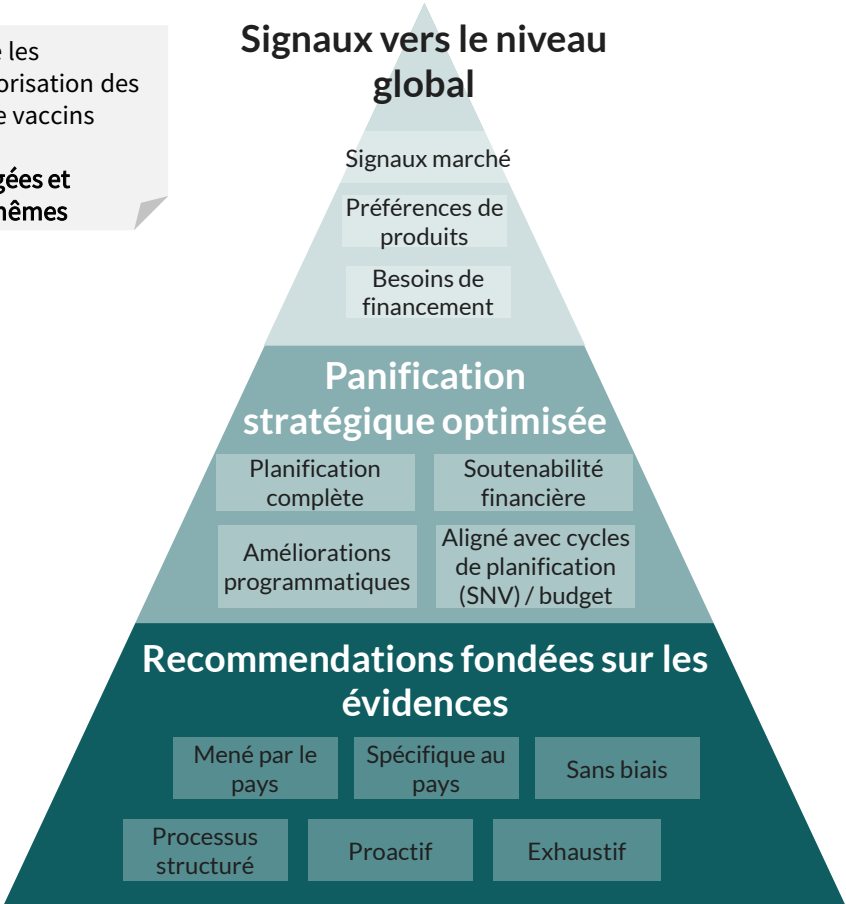 Signaux vers le niveau
global
les
orisation des
e vaccins
gées et
nêmes
Signaux marché
Préférences de
produits
Besoins de
financement
Panification
stratégique optimisée
Planification
complète
Soutenabilité
financière
Améliorations
programmatiques
Aligné avec cycles
de planification
(SNV) / budget
Recommendations fondées sur les
évidences
Mené par le
pays
Spécifique au
pays
Sans biais
Processus
structuré
Proactif
Exhaustif